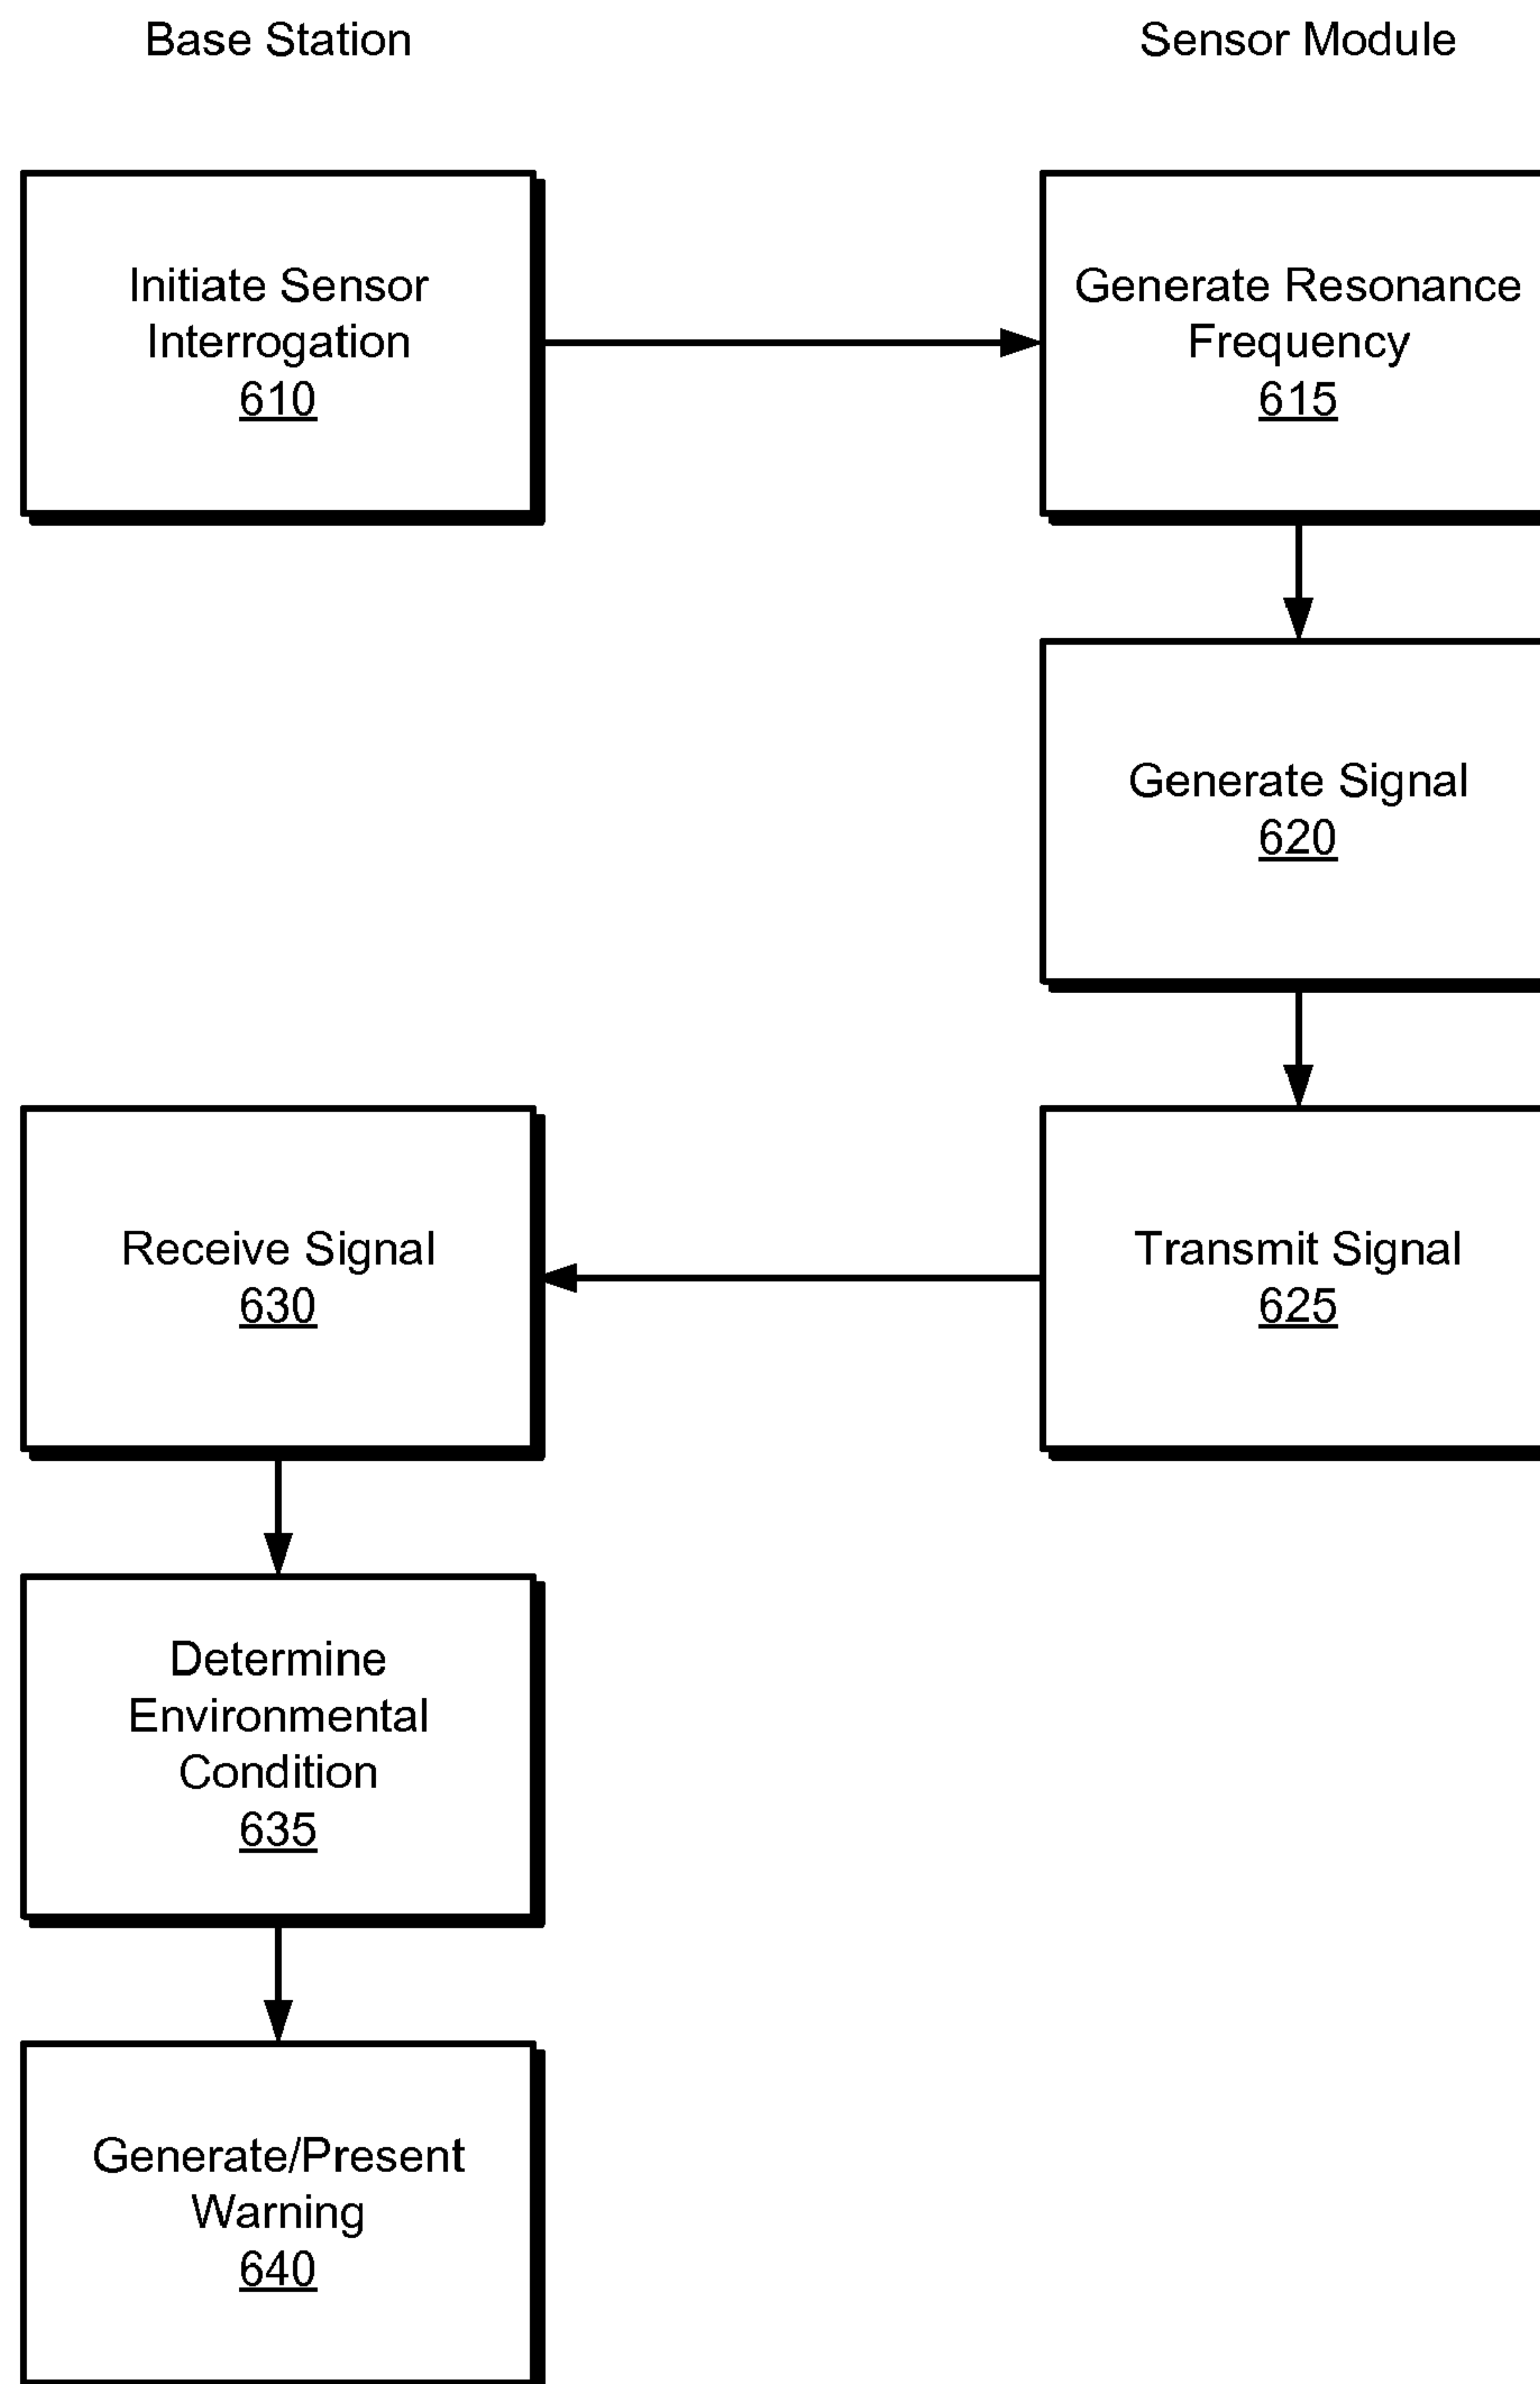 Base Station
Sensor Module
Initiate Sensor
Interrogation
610
Generate Resonance
Frequency
615
Generate Signal
620
Receive Signal
630
Transmit Signal
625
Determine
Environmental
Condition
635
Generate/Present
Warning
640